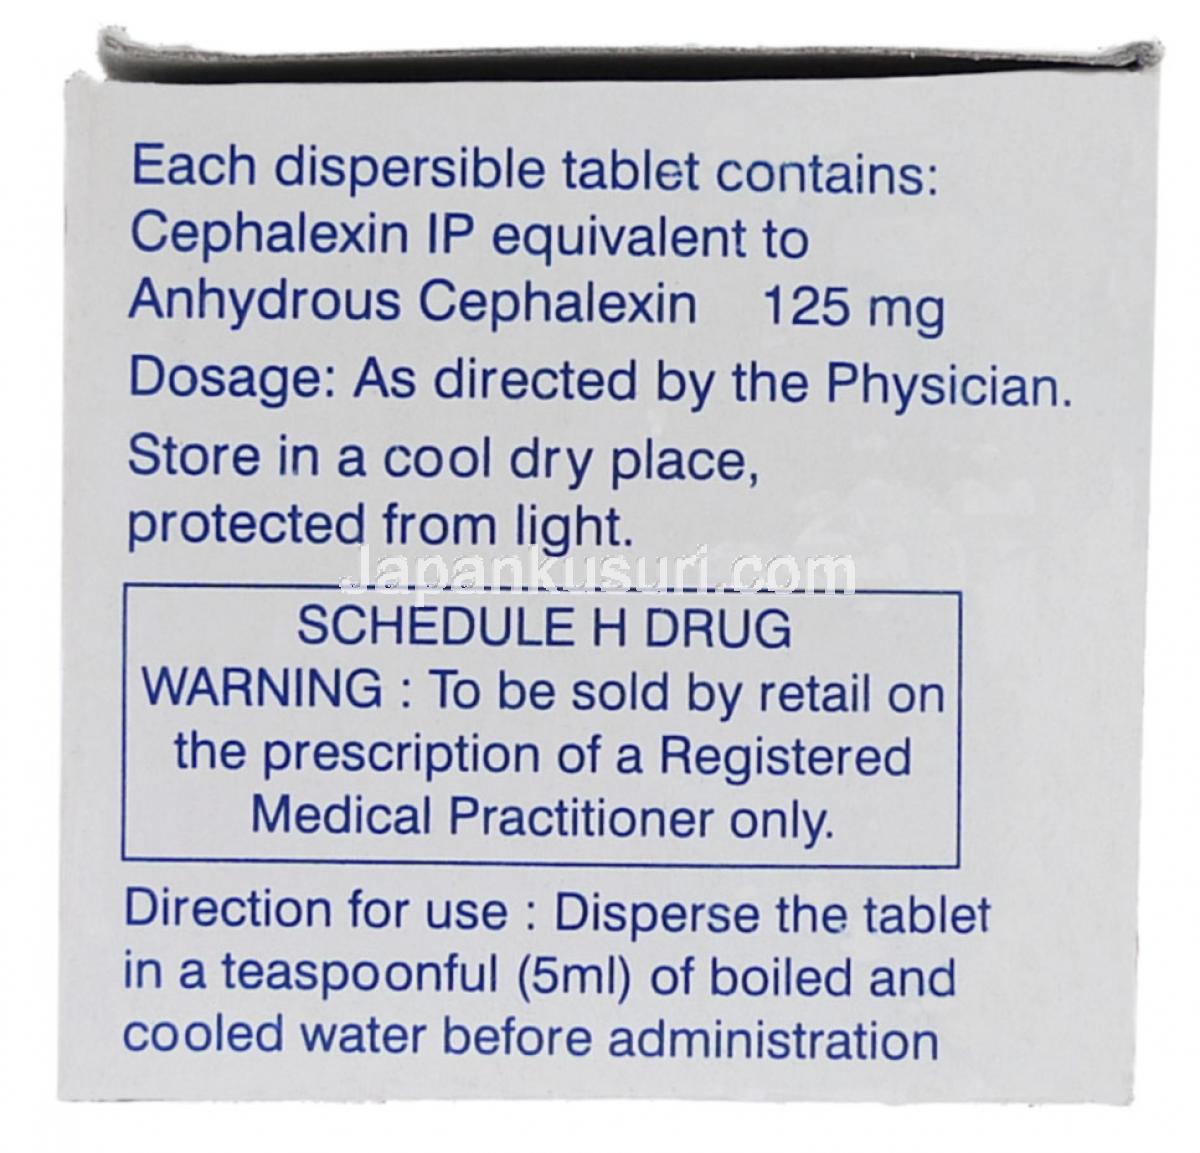 Each dispersible tablet contains:
Cephalexin IP equivalent to
Anhydrous Cephalexin 125 mg
Dosage: As directed by the Physician.
Store in a cool dry place,
protected from light.
Japankusuri.com
SCHEDULE H DRUG
WARNING : To be sold by retail on
the prescription of a Registered
Medical Practitioner only.
Direction for use : Disperse the tablet
in a teaspoonful (5ml) of boiled and
cooled water before administration